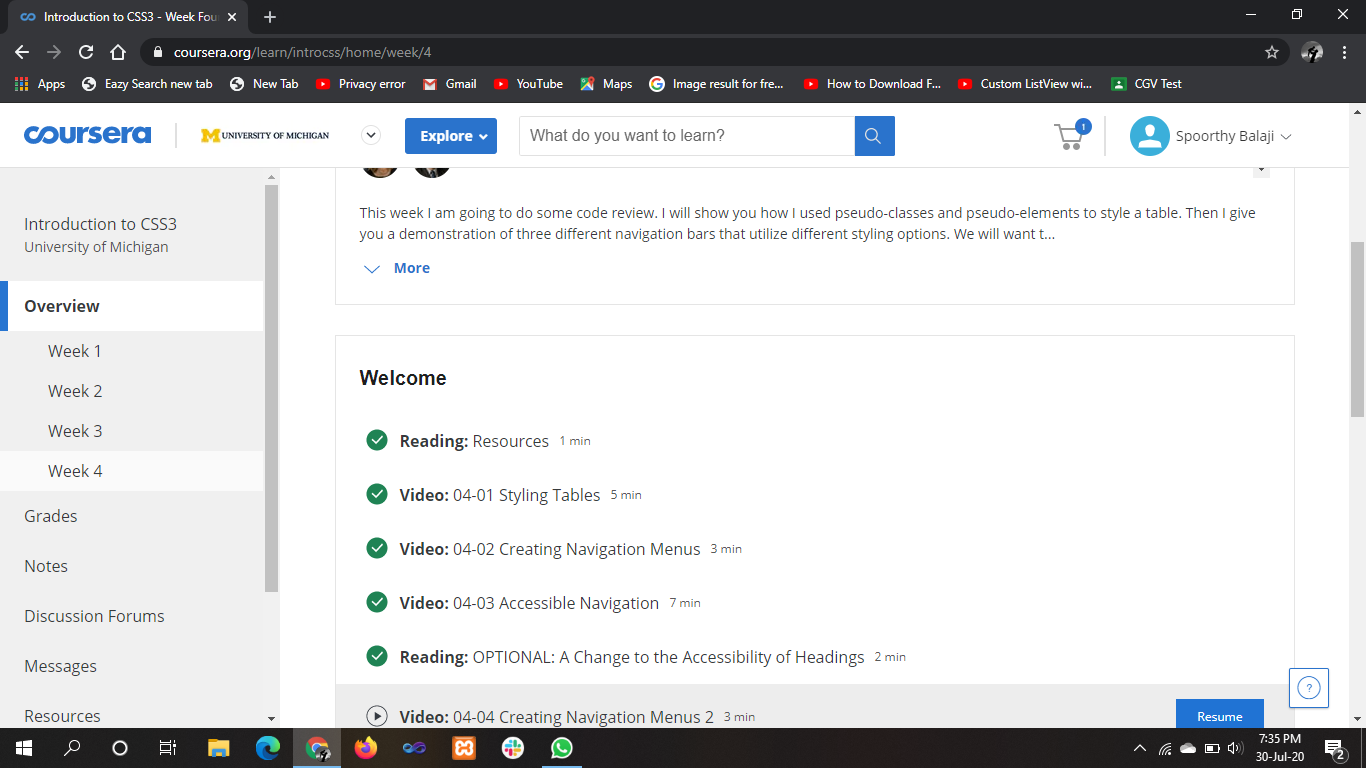 Introduction to CSS3 - Week Fou
coursera.org/learn/introcss/home/week/4
Apps Eazy Search new tab New Tab Privacy error Gmail YouTube Maps Image result for fre... How to Download F... Custom ListView wi... CGV Test
coursera M UNIVERSITY OF MICHIGAN Explore What do you want to learn? 1 Spoorthy Balaji
Introduction to CSS3
University of Michigan
Overview
Week 1
Week 2
Week 3
Week 4
Grades
Notes
Discussion Forums
Messages
Resources
This week I am going to do some code review. I will show you how I used pseudo-classes and pseudo-elements to style a table. Then I give
you a demonstration of three different navigation bars that utilize different styling options. We will want t...
More
Welcome
Reading: Resources 1 min
Video: 04-01 Styling Tables 5 min
Video: 04-02 Creating Navigation Menus 3 min
Video: 04-03 Accessible Navigation 7 min
Reading: OPTIONAL: A Change to the Accessibility of Headings 2 min
Video: 04-04 Creating Navigation Menus 2 3 min Resume
?
7:35 PM
30-Jul-20
2